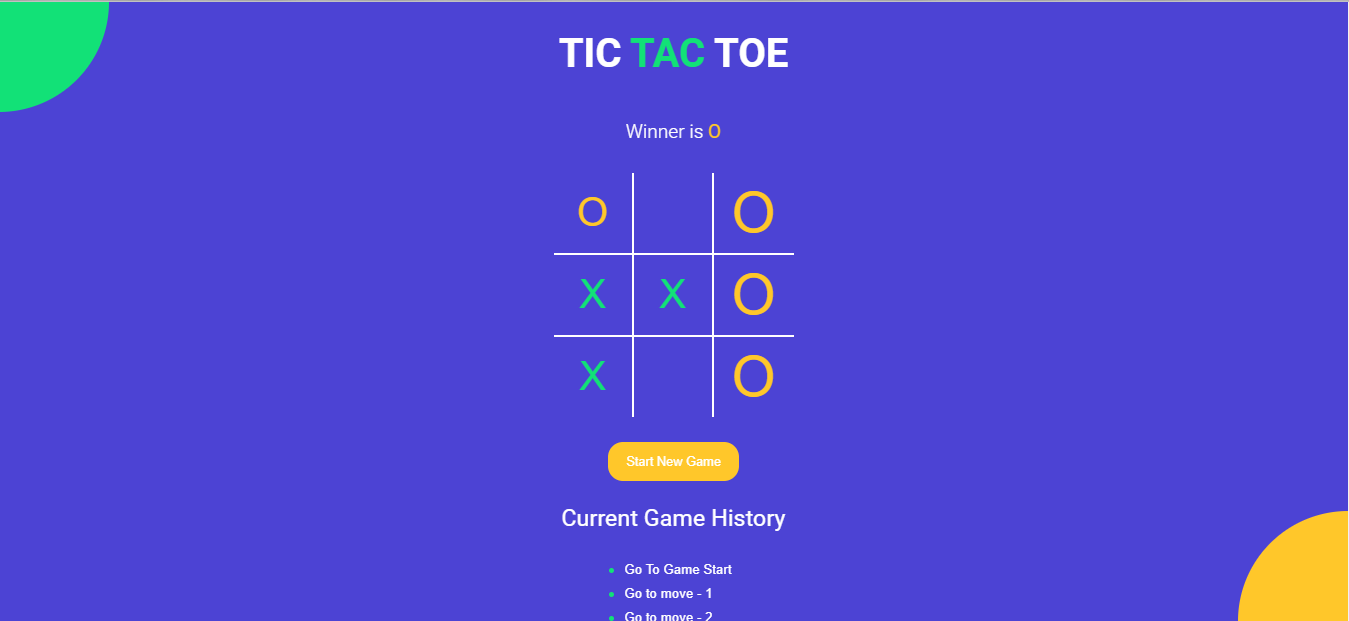 TIC TAC TOE
Winner is O
O O
X X O
X O
Start New Game
Current Game History
Go To Game Start
Go to move - 1
Go to move - 2